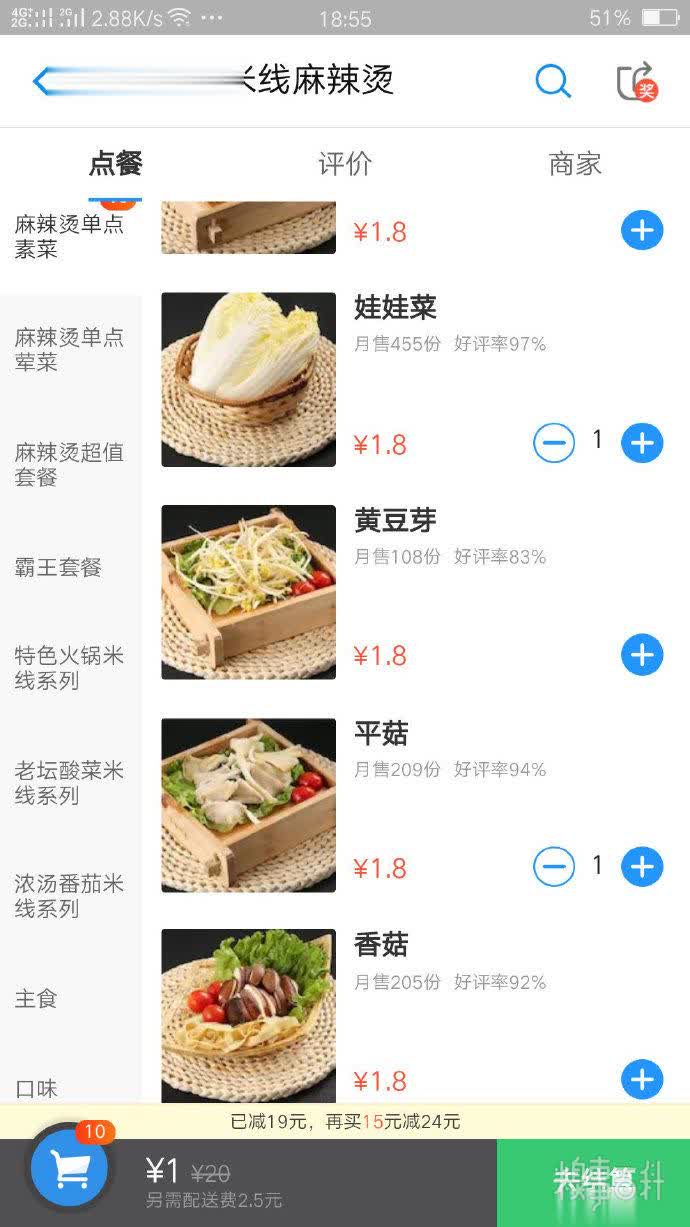 4G+ 2G 2G 2.88K/s ... 18:55 51%
米线麻辣烫
奖
点餐 评价 商家
麻辣烫单点素菜
¥1.8
麻辣烫单点荤菜
娃娃菜
月售455份 好评率97%
¥1.8 1
麻辣烫超值套餐
黄豆芽
月售108份 好评率83%
霸王套餐
¥1.8
特色火锅米线系列
平菇
月售209份 好评率94%
老坛酸菜米线系列
¥1.8 1
浓汤番茄米线系列
香菇
月售205份 好评率92%
主食
¥1.8
口味
已减19元，再买15元减24元
10
¥1 ¥20
另需配送费2.5元
去结算